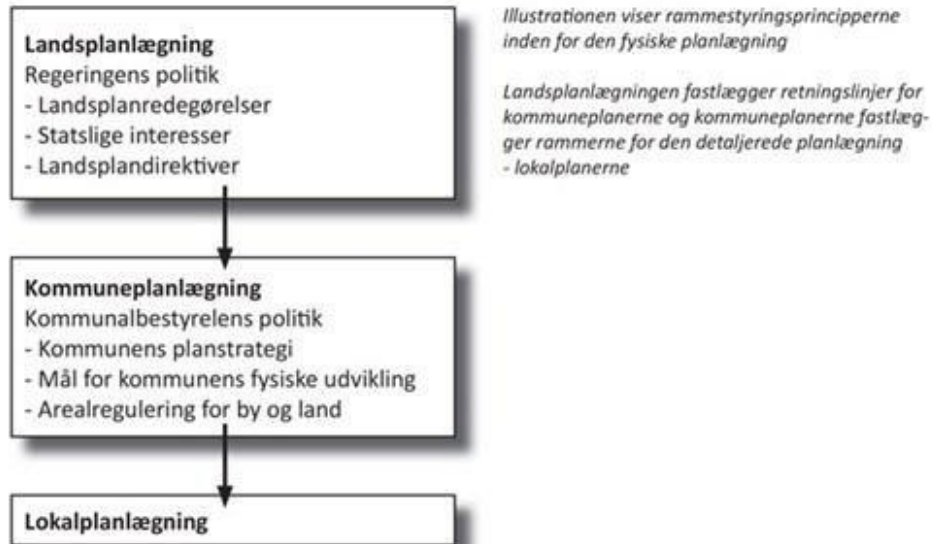 Landsplanlægning
Regeringens politik
- Landsplanredegørelser
- Statslige interesser
- Landsplandirektiver
Illustrationen viser rammestyringsprincipperne
inden for den fysiske planlægning
Landsplanlægningen fastlægger retningslinjer for
kommuneplanerne og kommuneplanerne fastlæg-
ger rammerne for den detaljerede planlægning
- lokalplanerne
Kommuneplanlægning
Kommunalbestyrelens politik
- Kommunens planstrategi
- Mål for kommunens fysiske udvikling
- Arealregulering for by og land
Lokalplanlægning